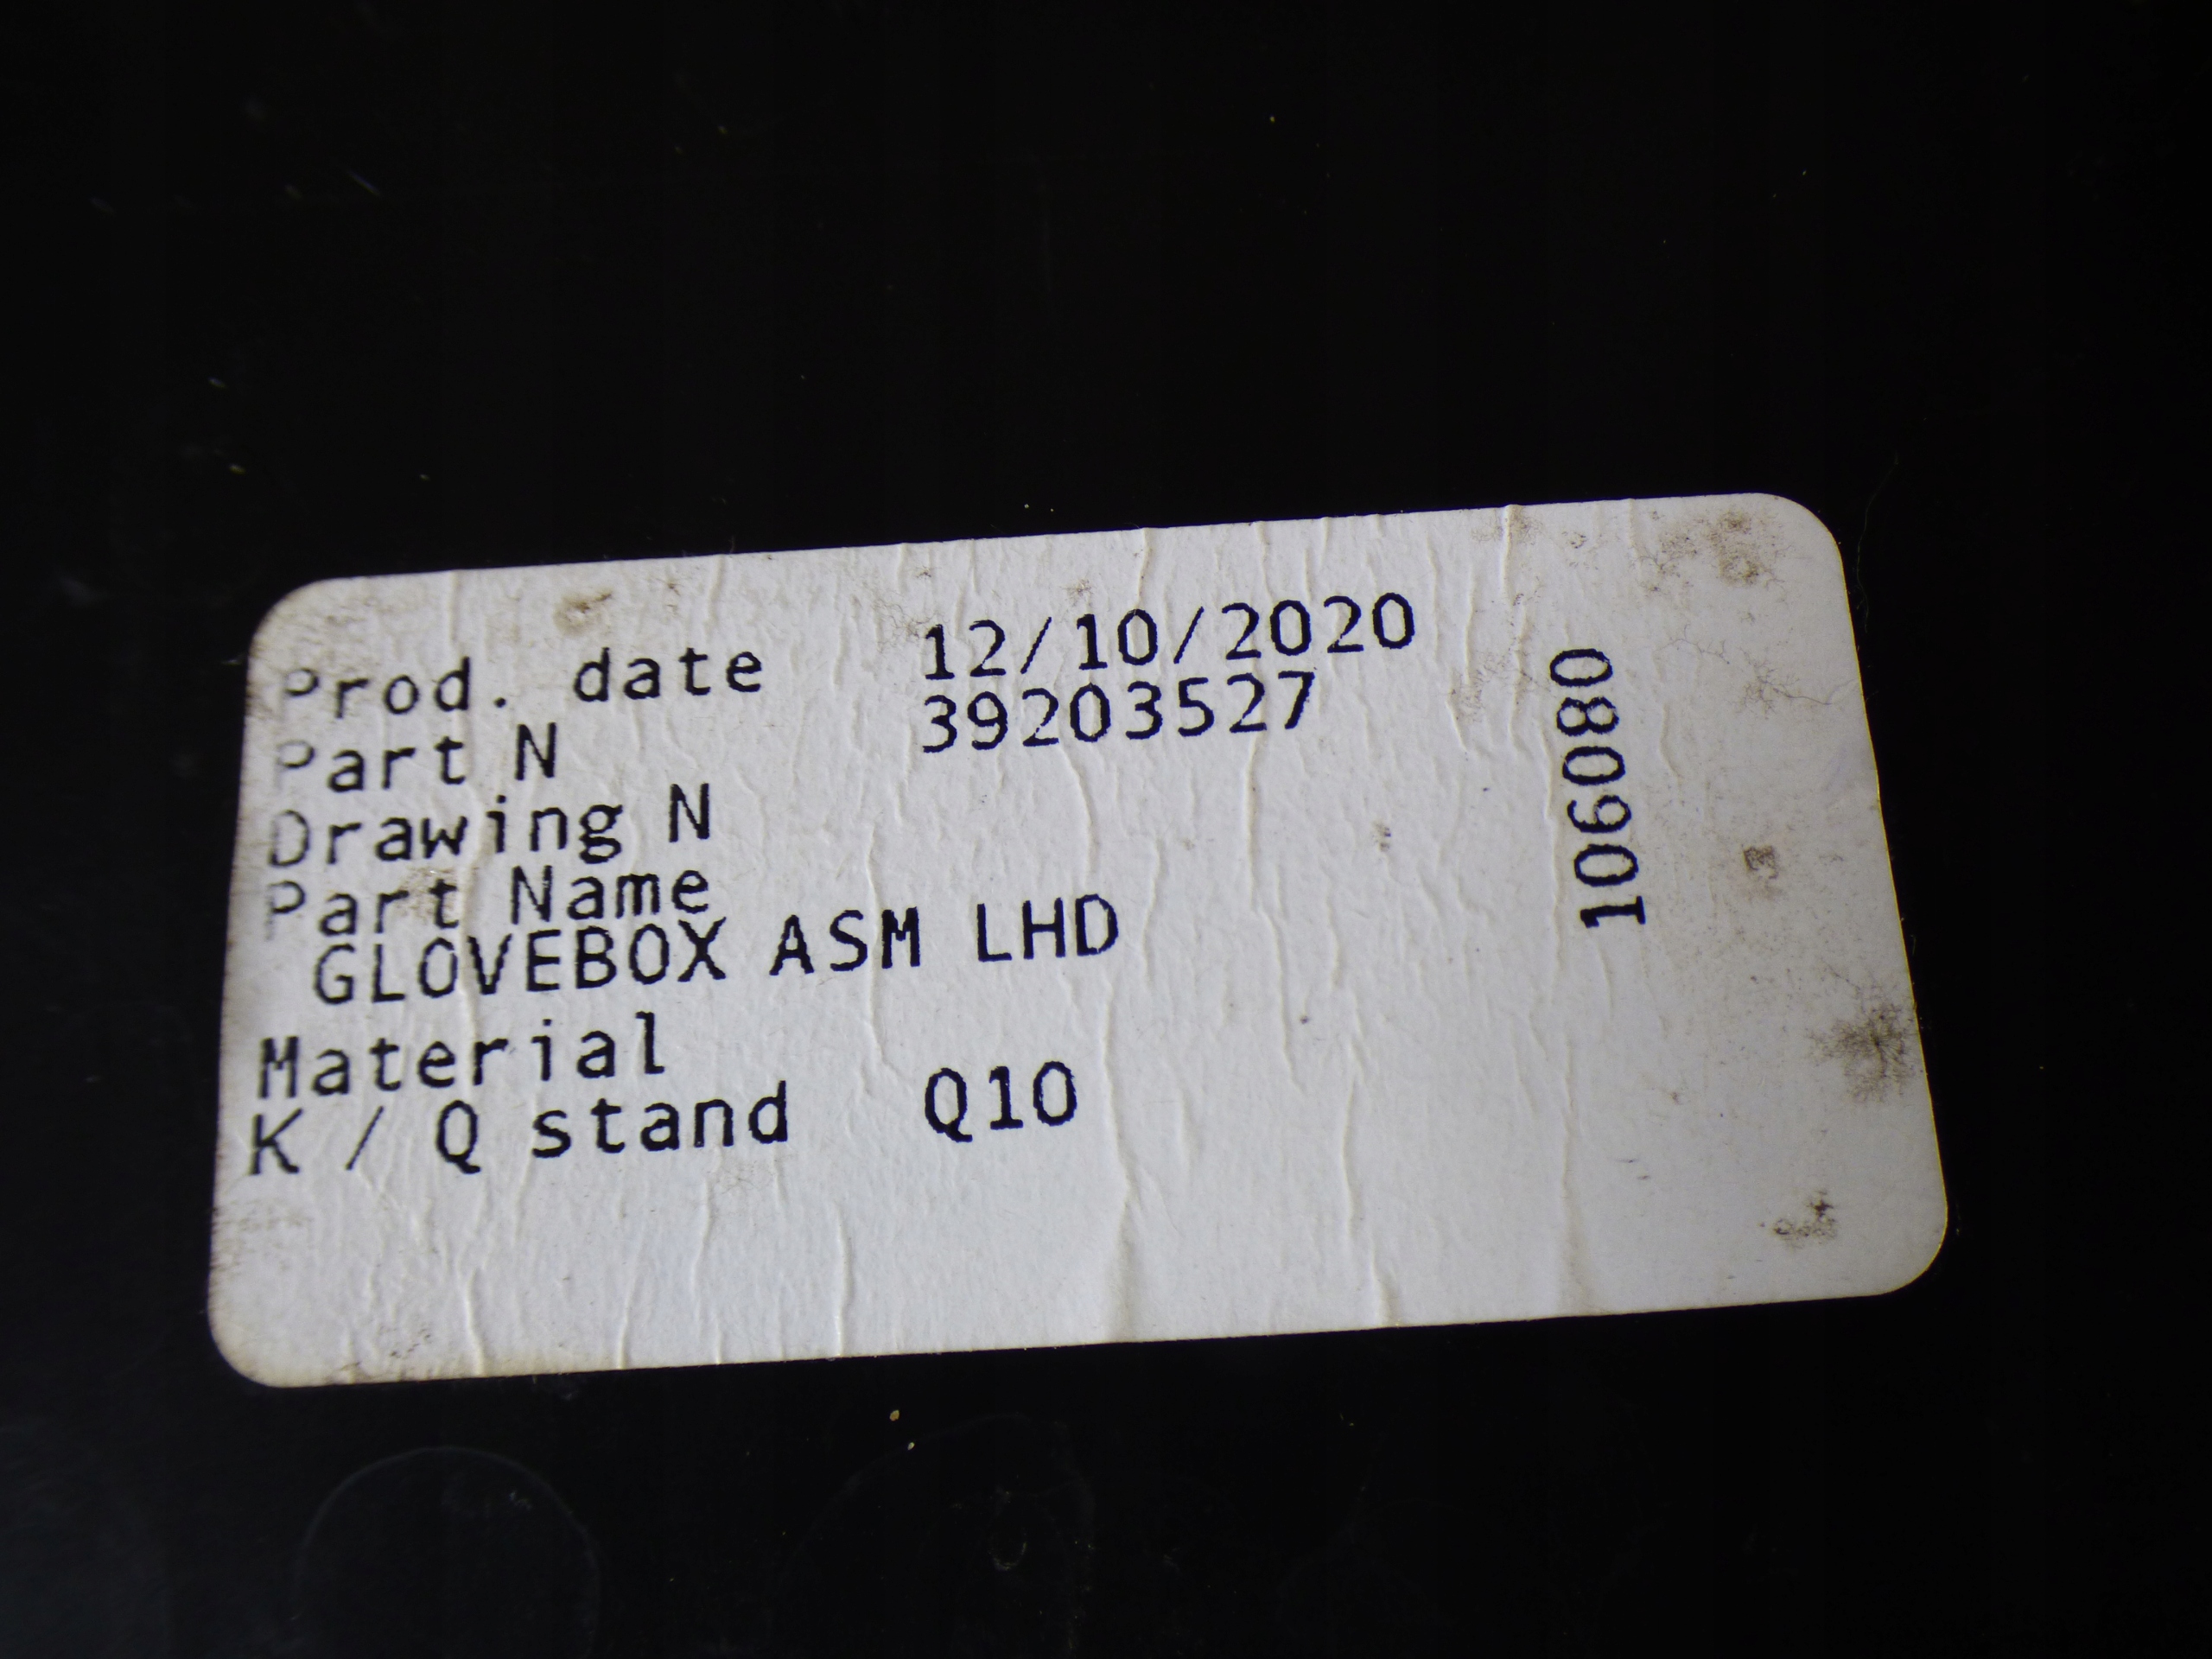 Prod. date 12/10/2020
Part N 39203527
Drawing N
Part Name
GLOVEBOX ASM LHD
Material
K / Q stand Q10
106080